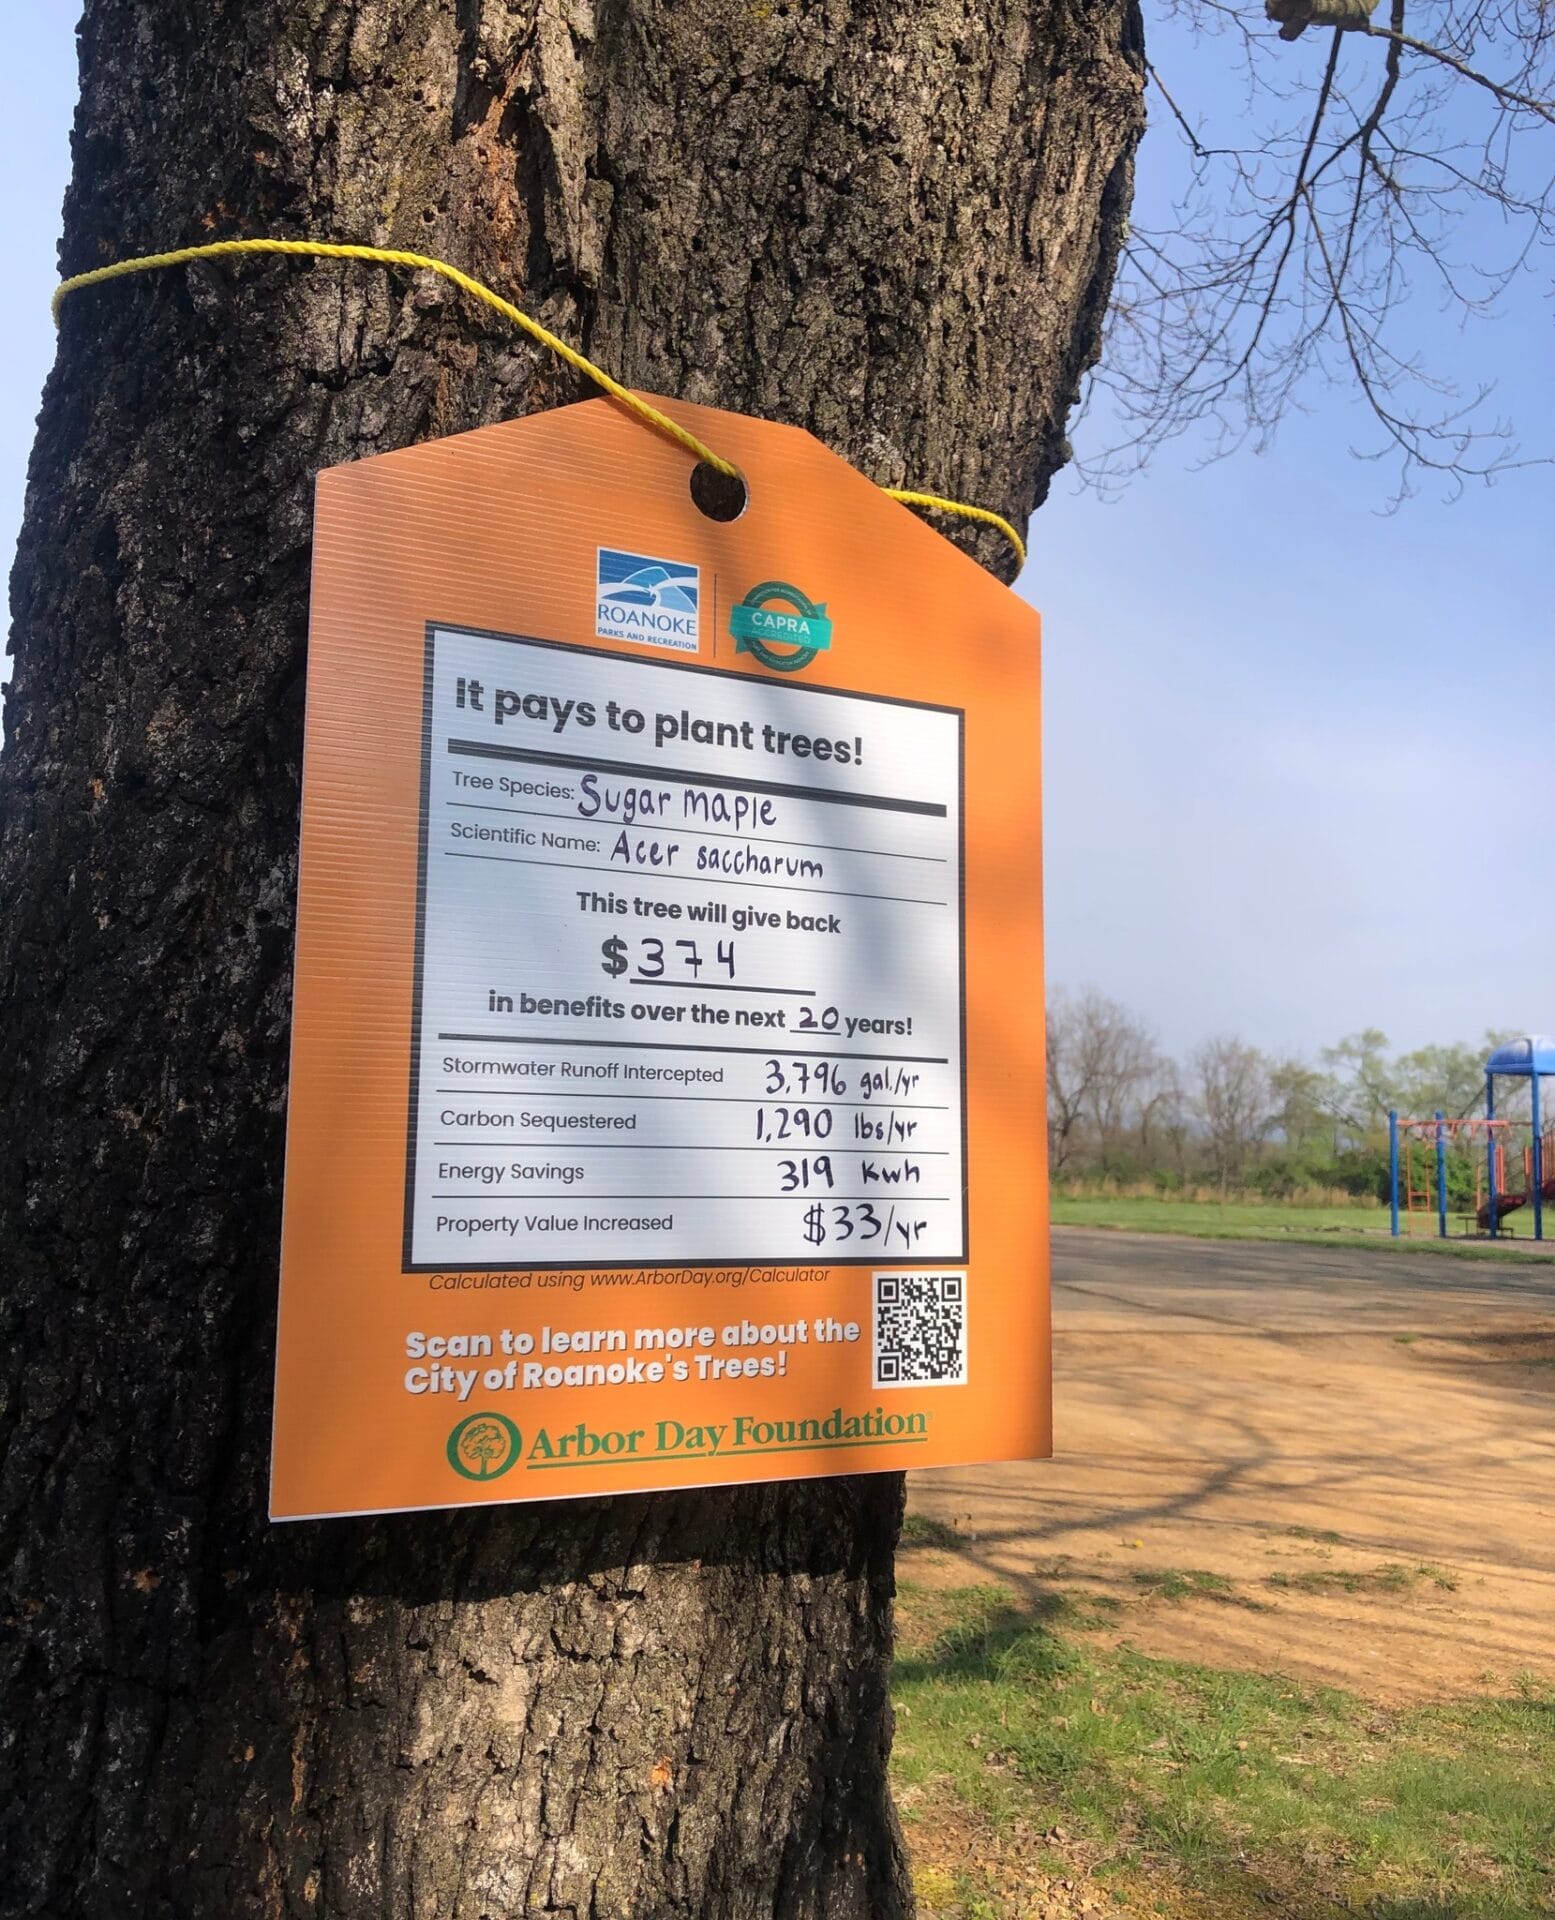 ROANOKE
PARKS AND RECREATION
CAPRA
ACCREDITED
It pays to plant trees!
Tree Species: Sugar maple
Scientific Name: Acer saccharum
This tree will give back
$374
in benefits over the next 20 years!
Stormwater Runoff Intercepted 3,796 gal./yr
Carbon Sequestered 1,290 lbs/yr
Energy Savings 319 kwh
Property Value Increased $33/yr
Calculated using www.ArborDay.org/Calculator
Scan to learn more about the
City of Roanoke's Trees!
Arbor Day Foundation